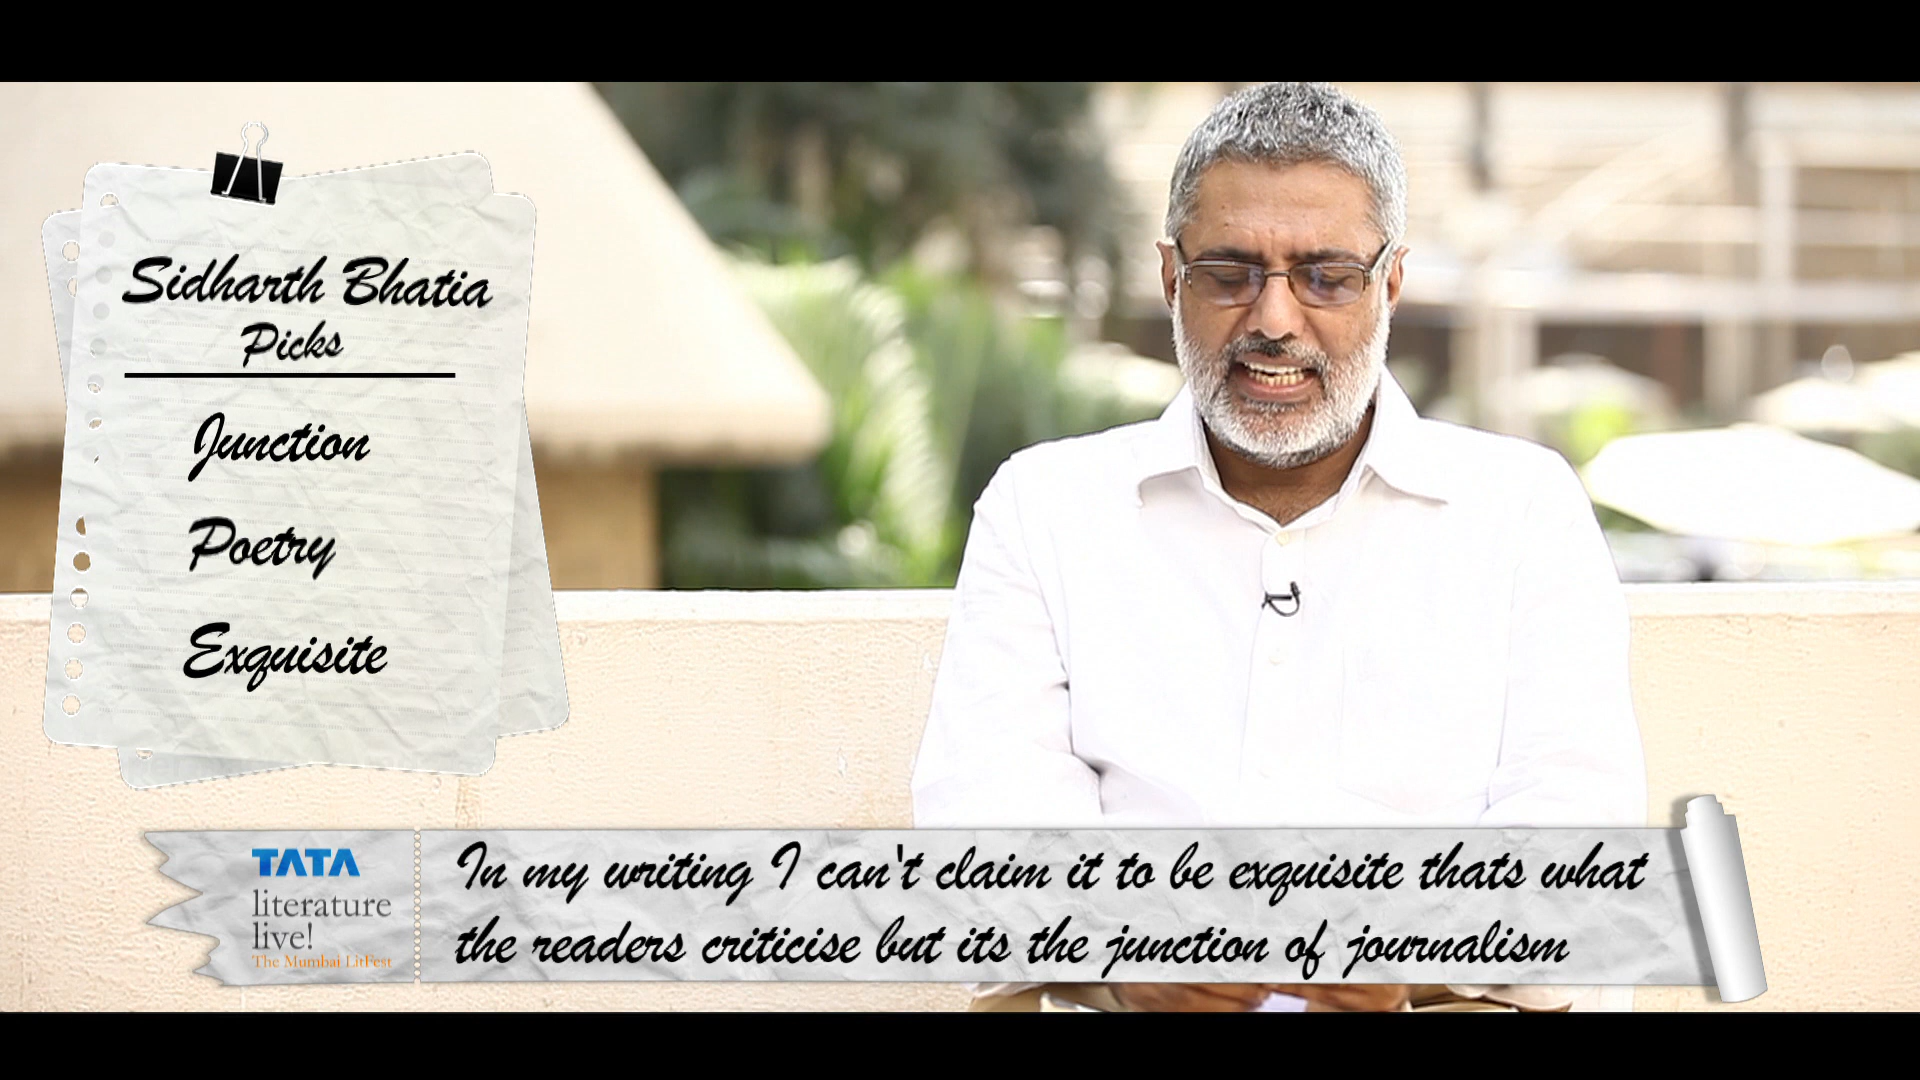 Sidharth Bhatia
Picks
Junction
Poetry
Exquisite
TATA
literature
live!
The Mumbai LitFest
In my writing I can't claim it to be exquisite thats what
the readers criticise but its the junction of journalism